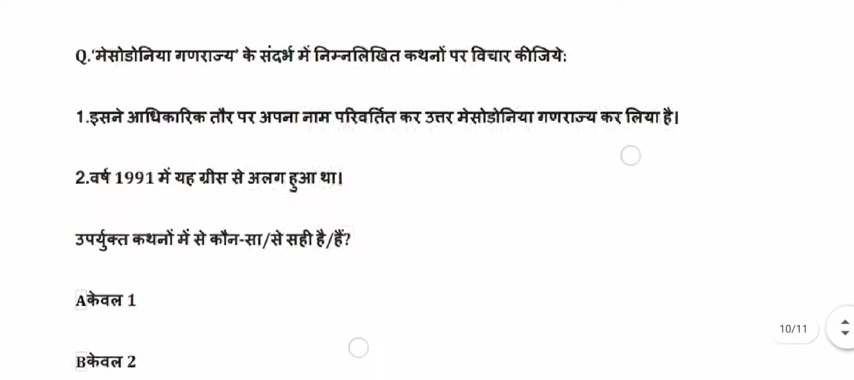 Q.‘मेसोडोनिया गणराज्य’ के संदर्भ में निम्नलिखित कथनों पर विचार कीजिये:
1.इसने आधिकारिक तौर पर अपना नाम परिवर्तित कर उत्तर मेसोडोनिया गणराज्य कर लिया है।
2.वर्ष 1991 में यह ग्रीस से अलग हुआ था।
उपर्युक्त कथनों में से कौन-सा/से सही है/हैं?
Aकेवल 1
10/11
Bकेवल 2